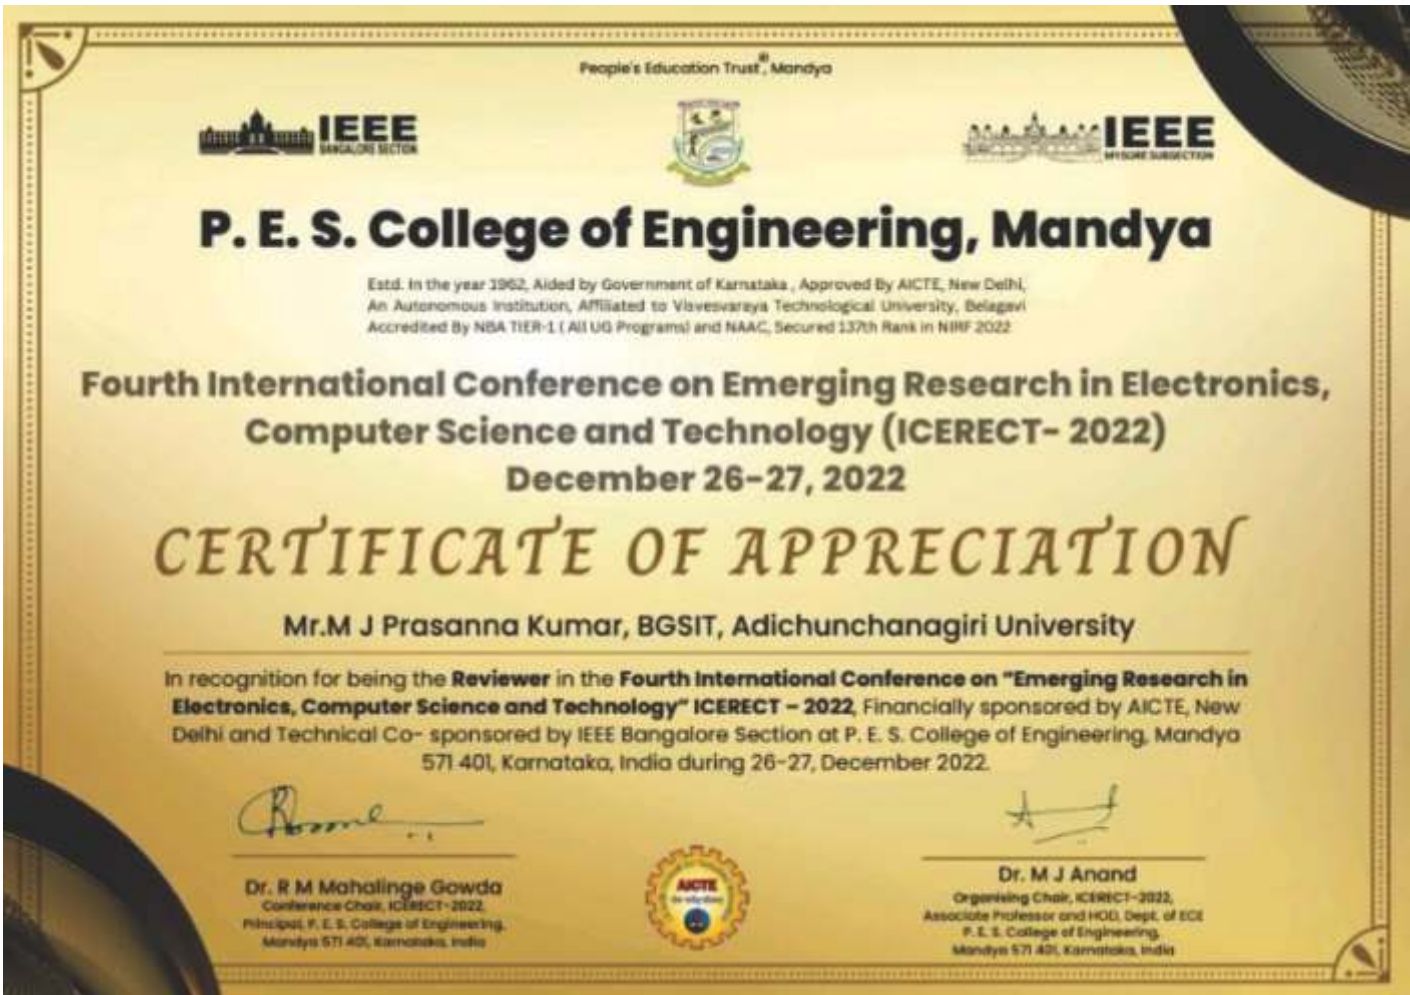 People's Education Trust®, Mandya
IEEE
BANGALORE SECTION
IEEE
MYSORE SUBSECTION
P. E. S. College of Engineering, Mandya
Estd. In the year 1962, Aided by Government of Karnataka , Approved By AICTE, New Delhi,
An Autonomous Institution, Affiliated to Visvesvaraya Technological University, Belagavi
Accredited By NBA TIER-1 ( All UG Programs) and NAAC, Secured 137th Rank in NIRF 2022
Fourth International Conference on Emerging Research in Electronics,
Computer Science and Technology (ICERECT- 2022)
December 26-27, 2022
CERTIFICATE OF APPRECIATION
Mr.M J Prasanna Kumar, BGSIT, Adichunchanagiri University
In recognition for being the Reviewer in the Fourth International Conference on "Emerging Research in
Electronics, Computer Science and Technology" ICERECT – 2022, Financially sponsored by AICTE, New
Delhi and Technical Co- sponsored by IEEE Bangalore Section at P. E. S. College of Engineering, Mandya
571 401, Karnataka, India during 26-27, December 2022.
Dr. R M Mahalinge Gowda
Conference Chair, ICERECT-2022,
Principal, P. E. S. College of Engineering,
Mandya 571 401, Karnataka, India
AICTE
Dr. M J Anand
Organising Chair, ICERECT-2022,
Associate Professor and HOD, Dept. of ECE
P. E. S. College of Engineering,
Mandya 571 401, Karnataka, India